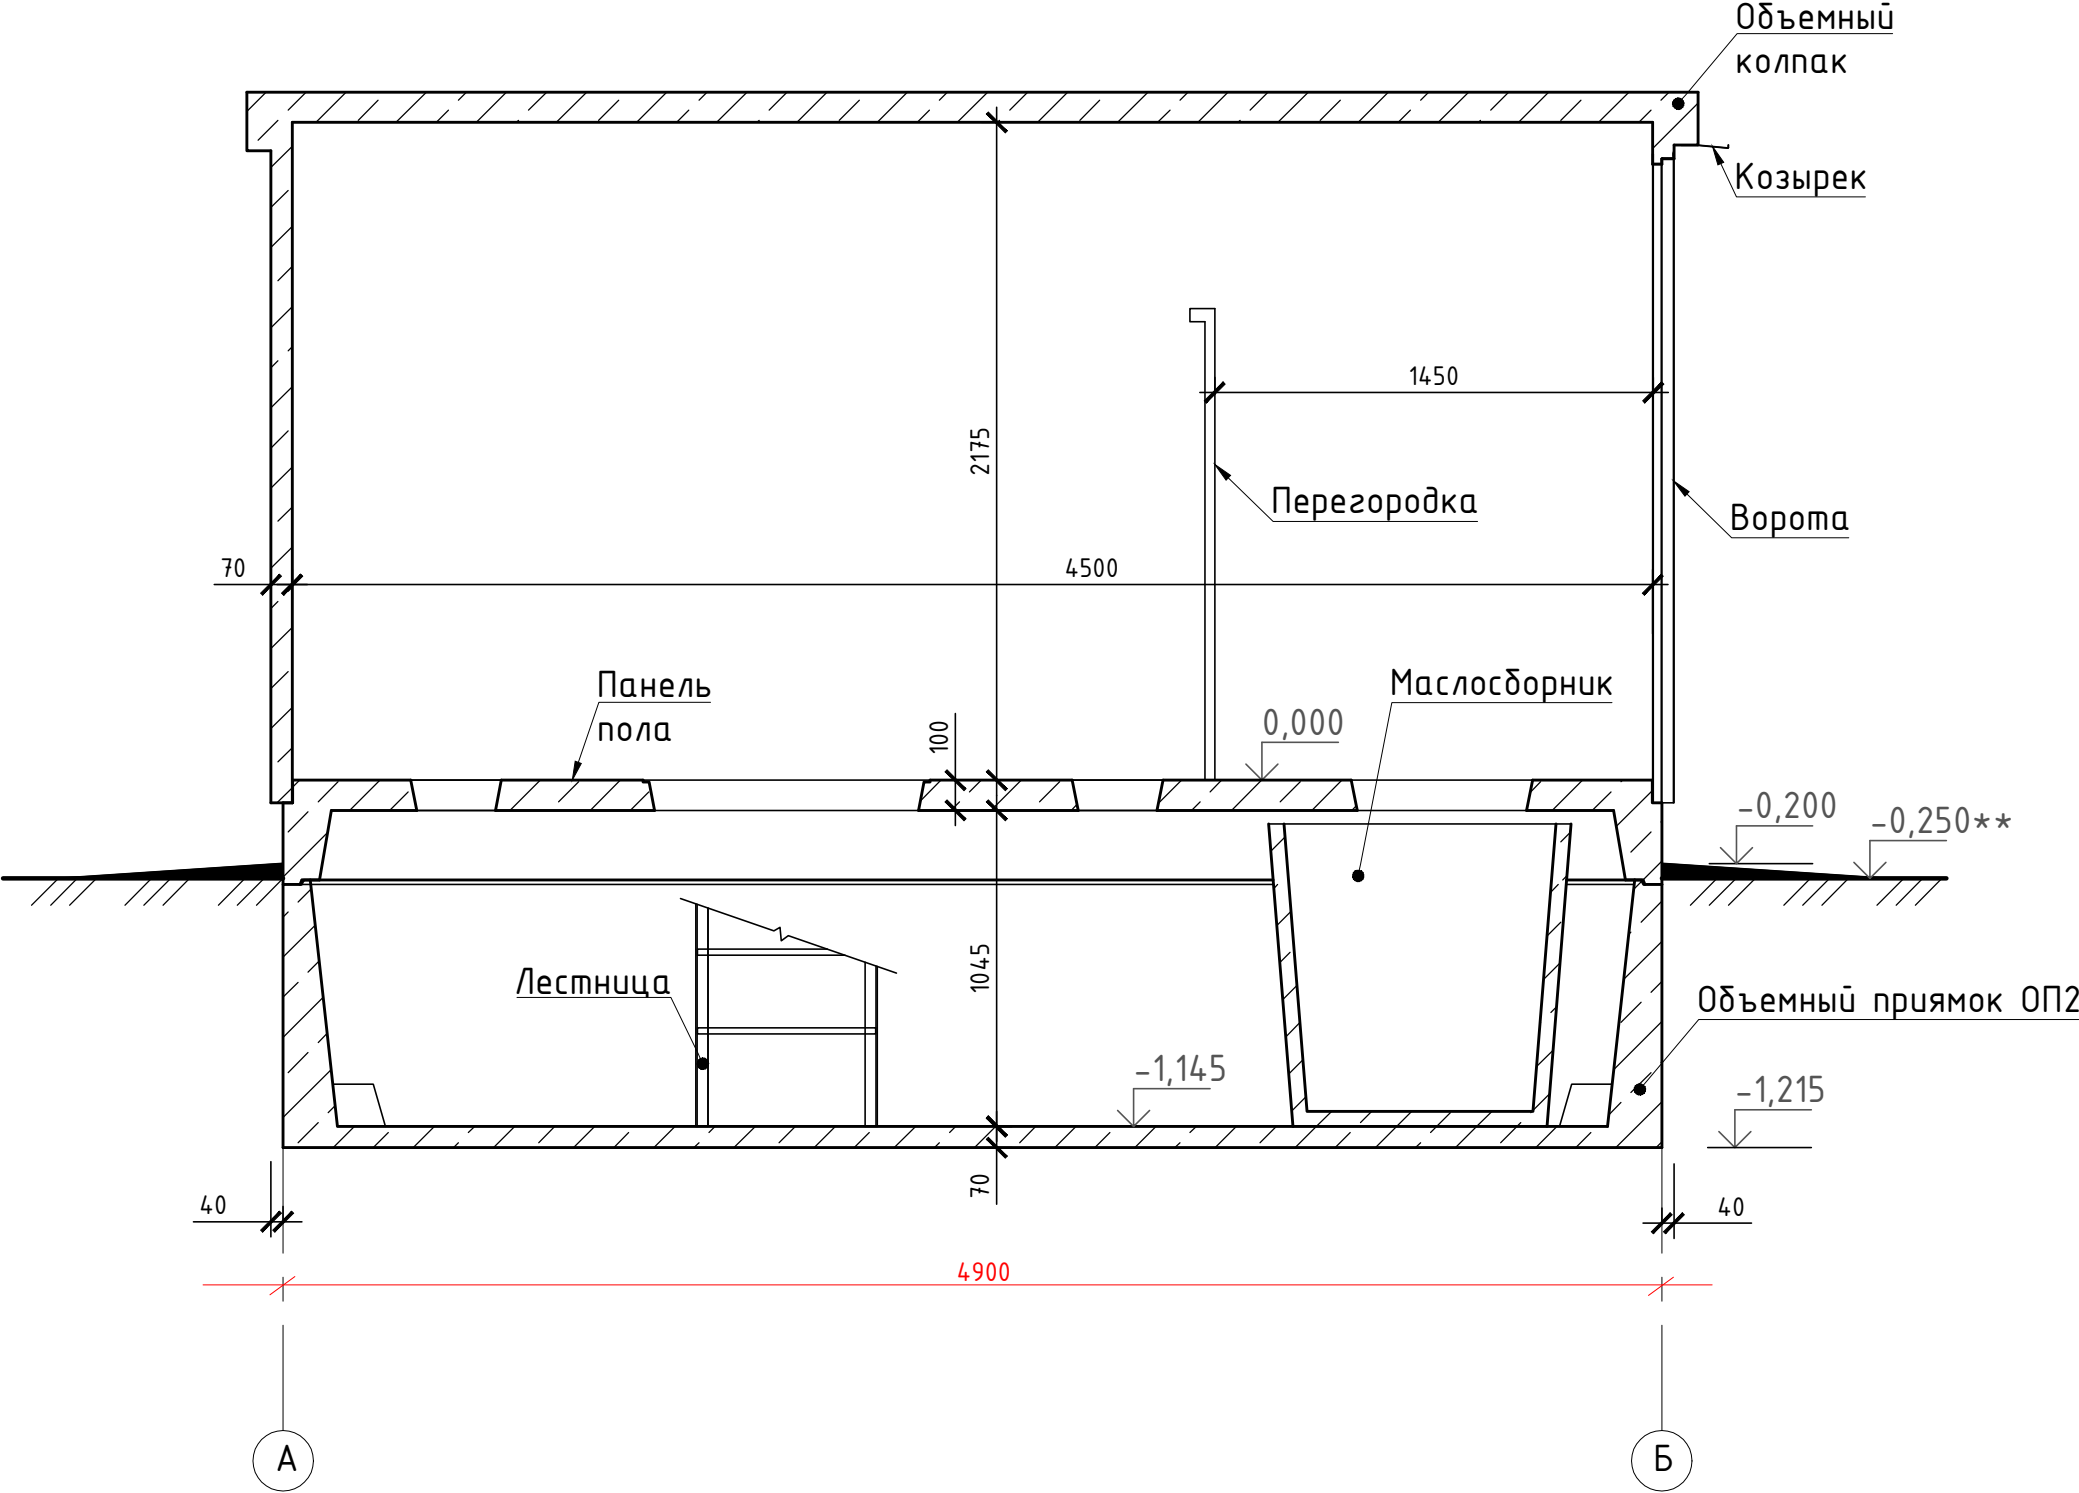 Объемный
колпак
Козырек
1450
2175
Перегородка
Ворота
70
4500
Панель
пола
100
0,000
Маслосборник
-0,200
-0,250**
Лестница
1045
Объемный приямок ОП2
-1,145
-1,215
70
40
40
4900
А
Б